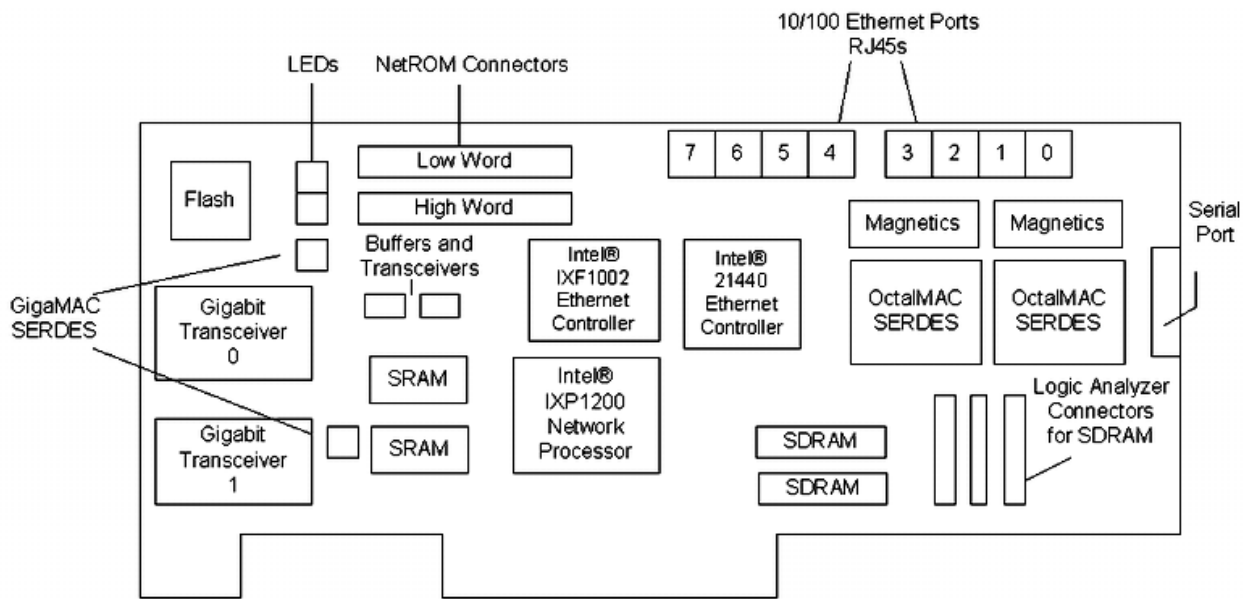 10/100 Ethernet Ports
RJ45s
LEDs
NetROM Connectors
Low Word
7 6 5 4
3 2 1 0
Flash
High Word
Magnetics
Magnetics
Serial
Port
Buffers and
Transceivers
Intel®
IXF1002
Ethernet
Controller
Intel®
21440
Ethernet
Controller
GigaMAC
SERDES
Gigabit
Transceiver
0
OctalMAC
SERDES
OctalMAC
SERDES
SRAM
Intel®
IXP1200
Network
Processor
Logic Analyzer
Connectors
for SDRAM
Gigabit
Transceiver
1
SRAM
SDRAM
SDRAM